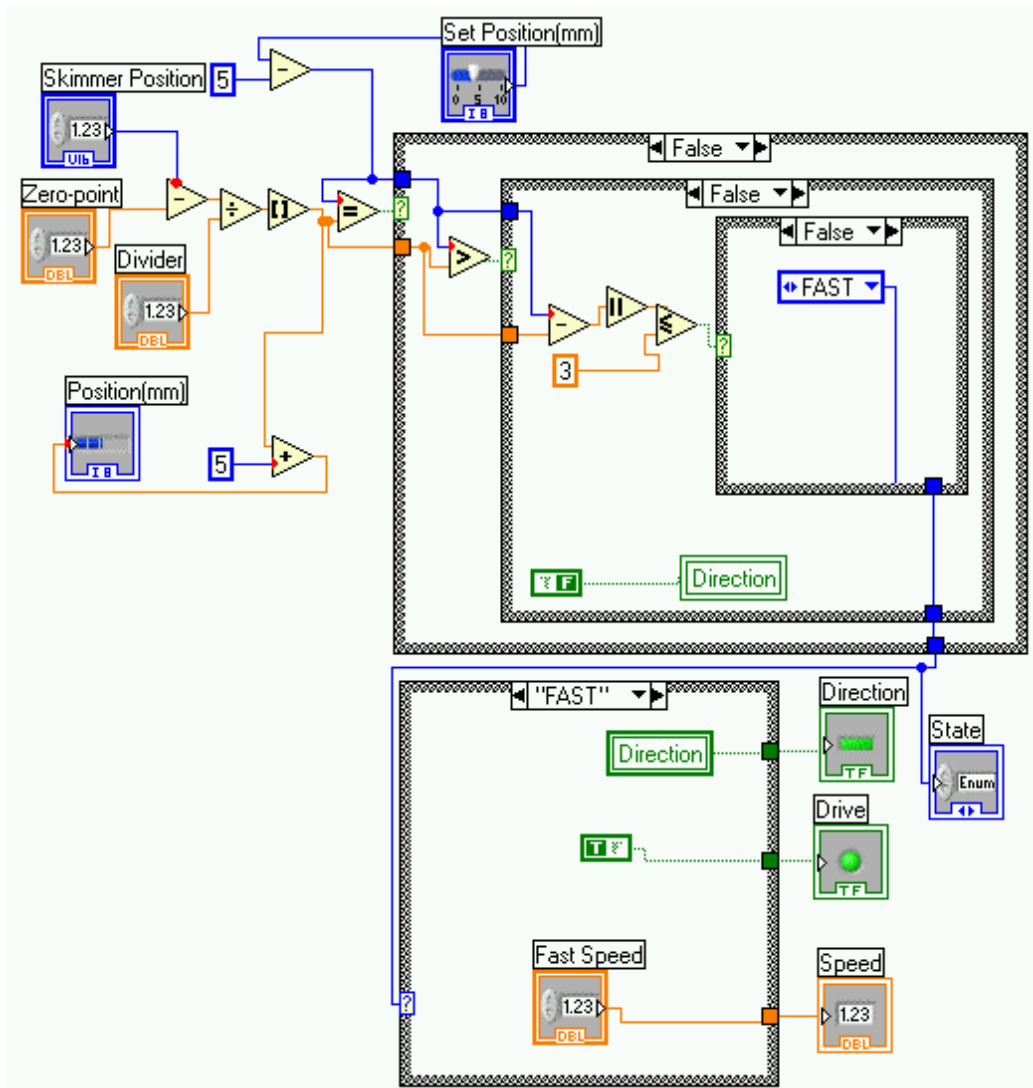 Set Position(mm)
5
0 5 10
I8
Skimmer Position
1.23
U16
False
False
False
Zero-point
1.23
DBL
-
÷
[ ]
=
?
Divider
1.23
DBL
>
?
FAST
-
||
≤
?
3
Position(mm)
I8
5
+
F
Direction
"FAST"
Direction
Direction
TF
State
Enum
T
Drive
TF
Fast Speed
1.23
DBL
Speed
1.23
DBL
?